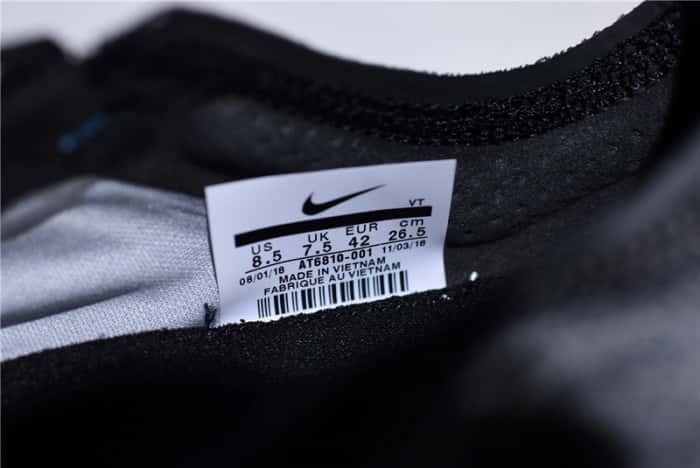 VT
US UK EUR cm
8.5 7.5 42 26.5
08/01/18 AT6810-001 11/03/18
MADE IN VIETNAM
FABRIQUE AU VIETNAM